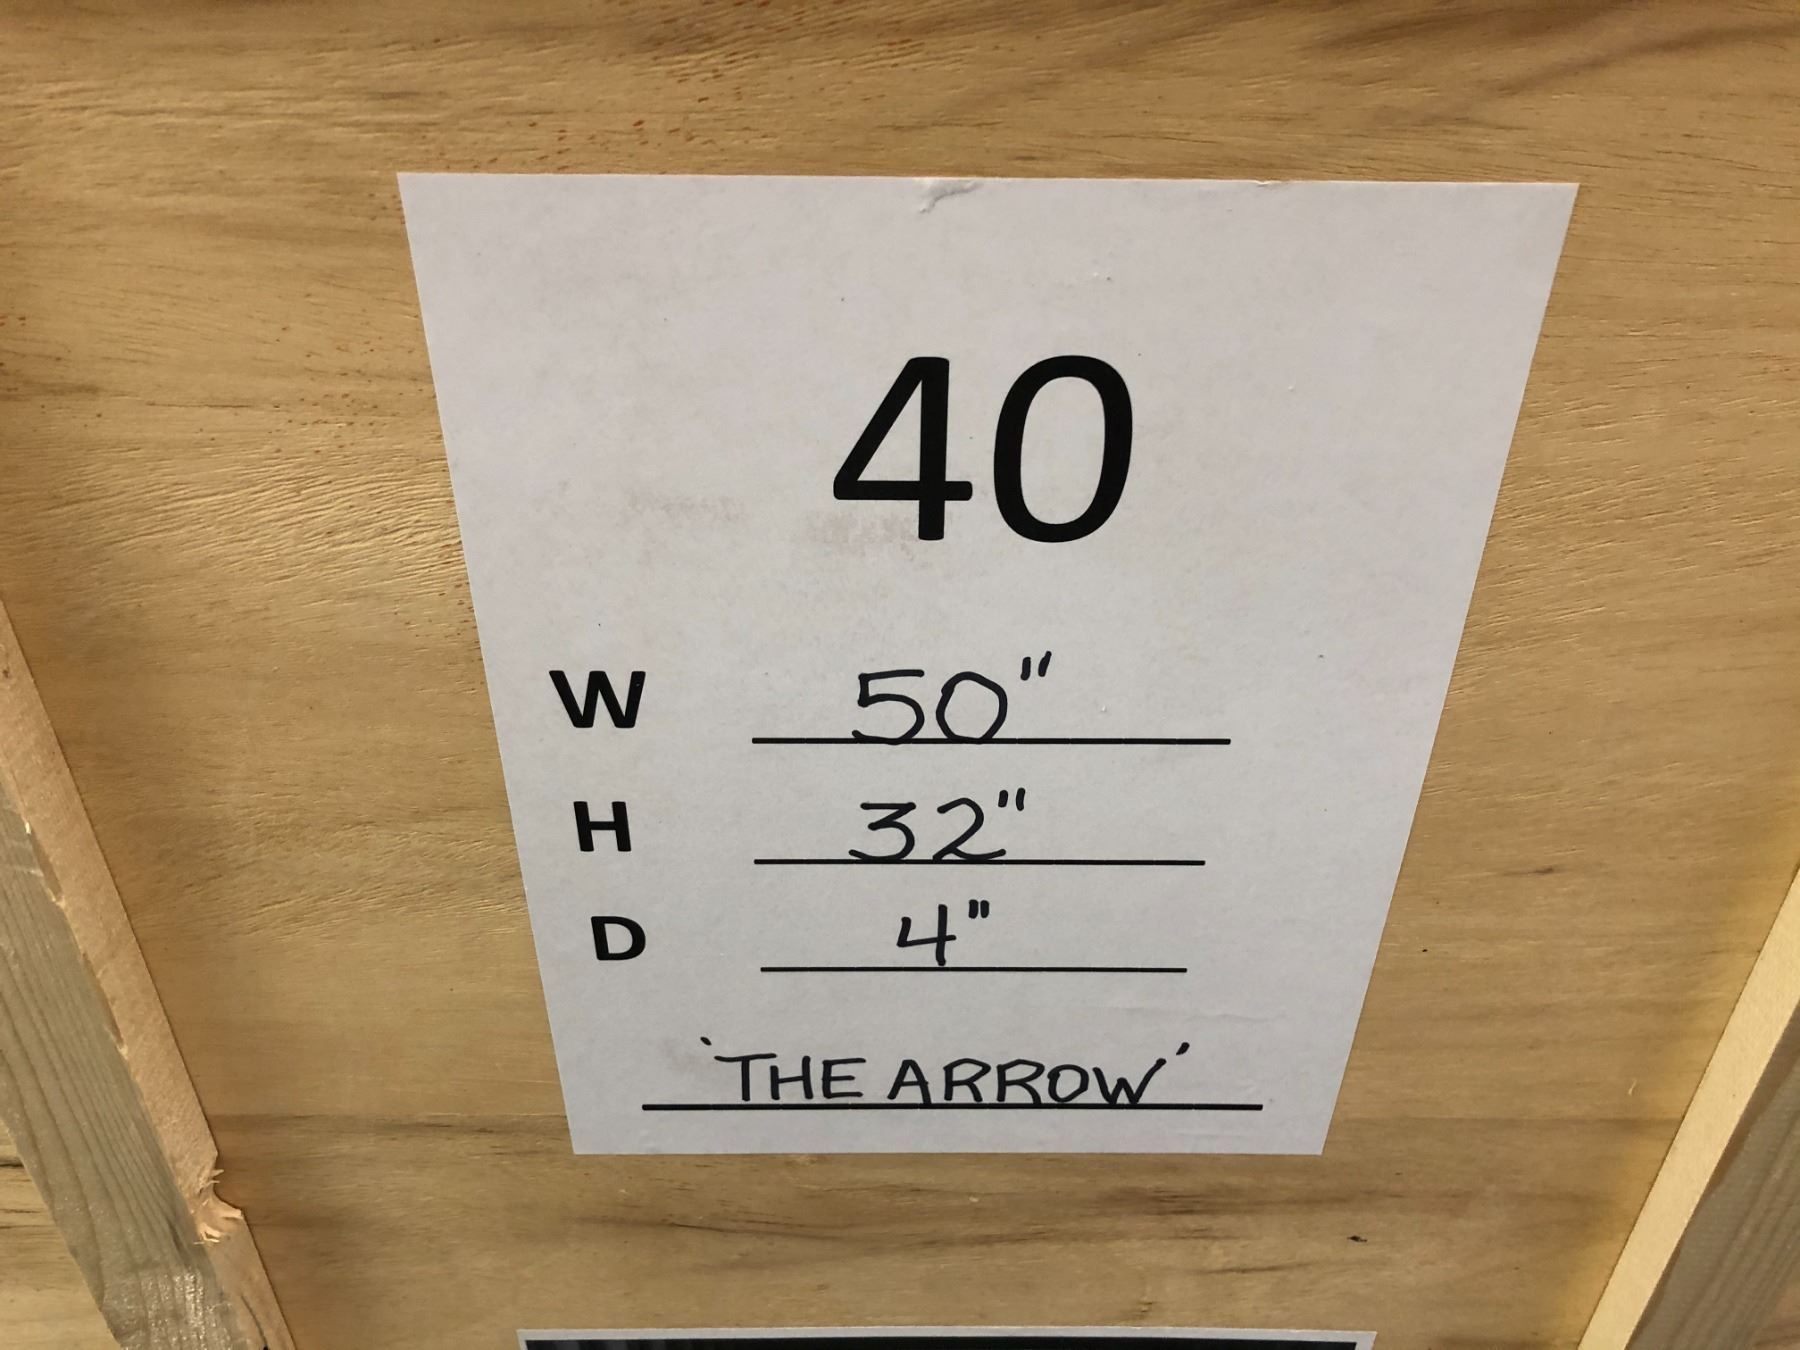 40
W 50"
H 32"
D 4"
'THE ARROW'